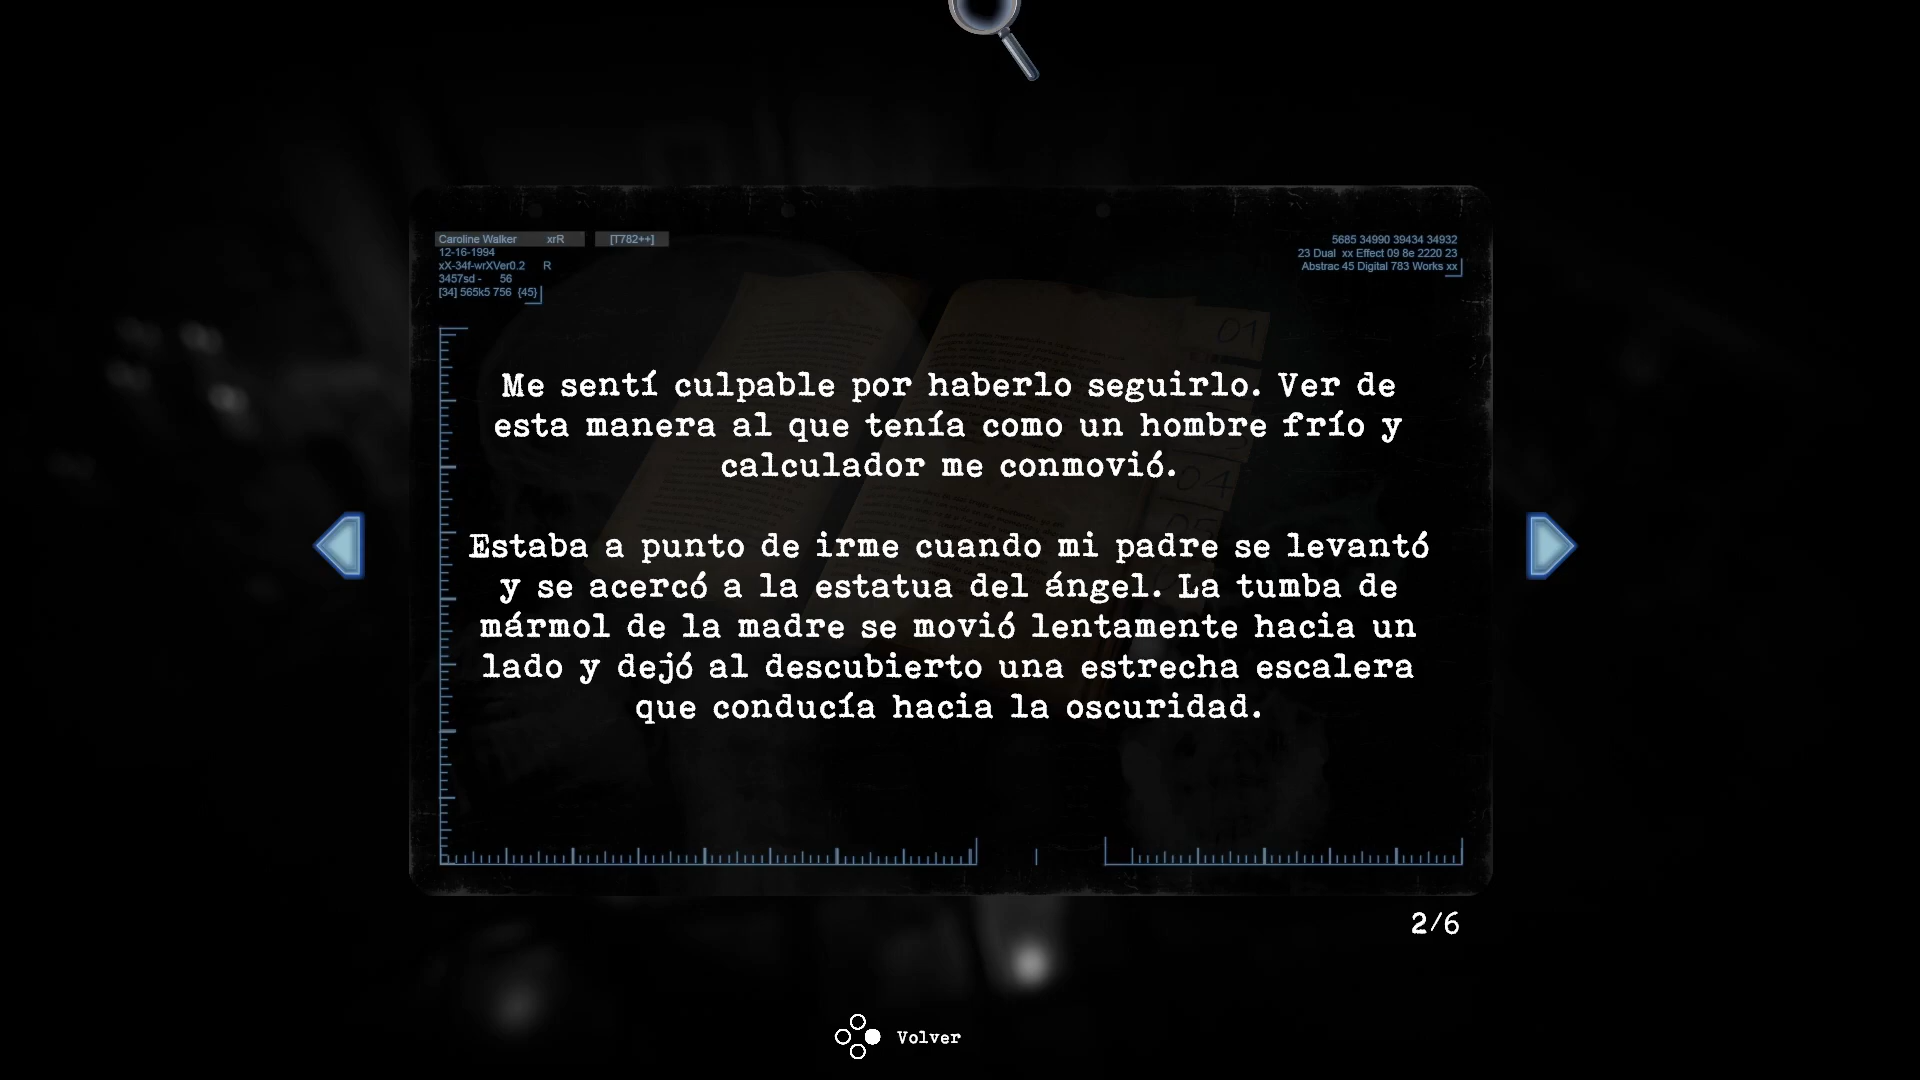 Caroline Walker xrR [T782++]
12-16-1994
xX-34f-wrXVer0.2 R
3457sd - 56
[34] 565k5 756 {45}
5685 34990 39434 34932
23 Dual xx Effect 09 8e 2220 23
Abstrac 45 Digital 783 Works xx
01
Me sentí culpable por haberlo seguirlo. Ver de
esta manera al que tenía como un hombre frío y
calculador me conmovió.
04
Estaba a punto de irme cuando mi padre se levantó
y se acercó a la estatua del ángel. La tumba de
mármol de la madre se movió lentamente hacia un
lado y dejó al descubierto una estrecha escalera
que conducía hacia la oscuridad.
2/6
Volver